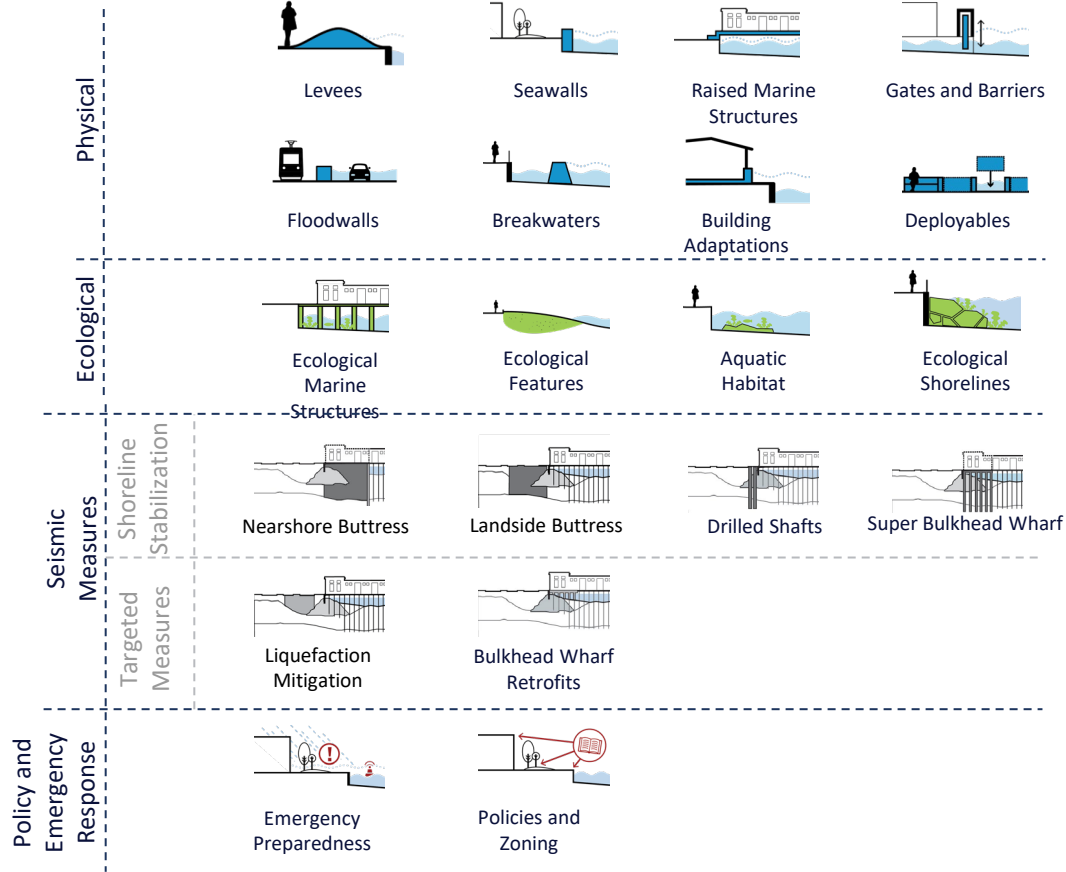 Physical
Levees
Seawalls
Raised Marine
Structures
Gates and Barriers
Floodwalls
Breakwaters
Building
Adaptations
Deployables
Ecological
Ecological
Marine
Structures
Ecological
Features
Aquatic
Habitat
Ecological
Shorelines
Seismic
Measures
Shoreline
Stabilization
Nearshore Buttress
Landside Buttress
Drilled Shafts
Super Bulkhead Wharf
Targeted
Measures
Liquefaction
Mitigation
Bulkhead Wharf
Retrofits
Policy and
Emergency
Response
!
Emergency
Preparedness
Policies and
Zoning